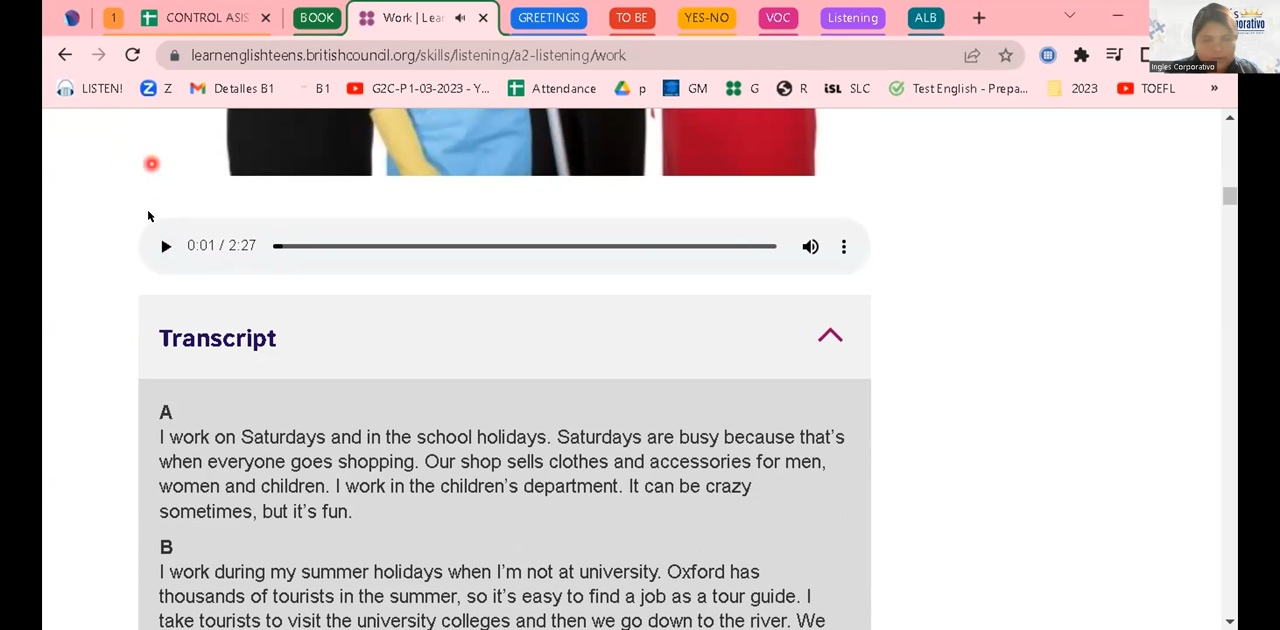 1
CONTROL ASIS
BOOK
Work | Lear
GREETINGS
TO BE
YES-NO
VOC
Listening
ALB
learnenglishteens.britishcouncil.org/skills/listening/a2-listening/work
LISTEN!
Z
Detalles B1
B1
G2C-P1-03-2023 - Y...
Attendance
p
GM
G
R
iSL SLC
Test English - Prepa...
2023
TOEFL
»
Ingles Corporativo
0:01 / 2:27
Transcript
A
I work on Saturdays and in the school holidays. Saturdays are busy because that's
when everyone goes shopping. Our shop sells clothes and accessories for men,
women and children. I work in the children's department. It can be crazy
sometimes, but it's fun.
B
I work during my summer holidays when I'm not at university. Oxford has
thousands of tourists in the summer, so it's easy to find a job as a tour guide. I
take tourists to visit the university colleges and then we go down to the river. We